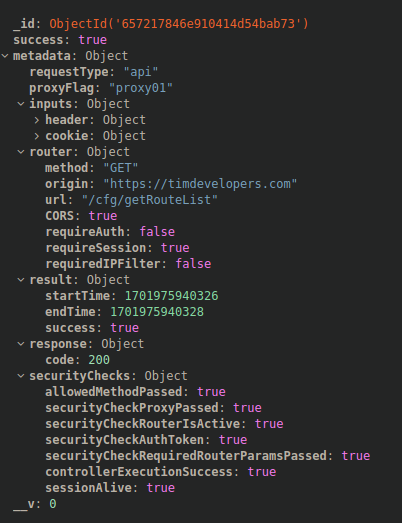 _id: ObjectId('657217846e910414d54bab73')
success: true
metadata: Object
requestType: "api"
proxyFlag: "proxy01"
inputs: Object
header: Object
cookie: Object
router: Object
method: "GET"
origin: "https://timdevelopers.com"
url: "/cfg/getRouteList"
CORS: true
requireAuth: false
requireSession: true
requiredIPFilter: false
result: Object
startTime: 1701975940326
endTime: 1701975940328
success: true
response: Object
code: 200
securityChecks: Object
allowedMethodPassed: true
securityCheckProxyPassed: true
securityCheckRouterIsActive: true
securityCheckAuthToken: true
securityCheckRequiredRouterParamsPassed: true
controllerExecutionSuccess: true
sessionAlive: true
__v: 0